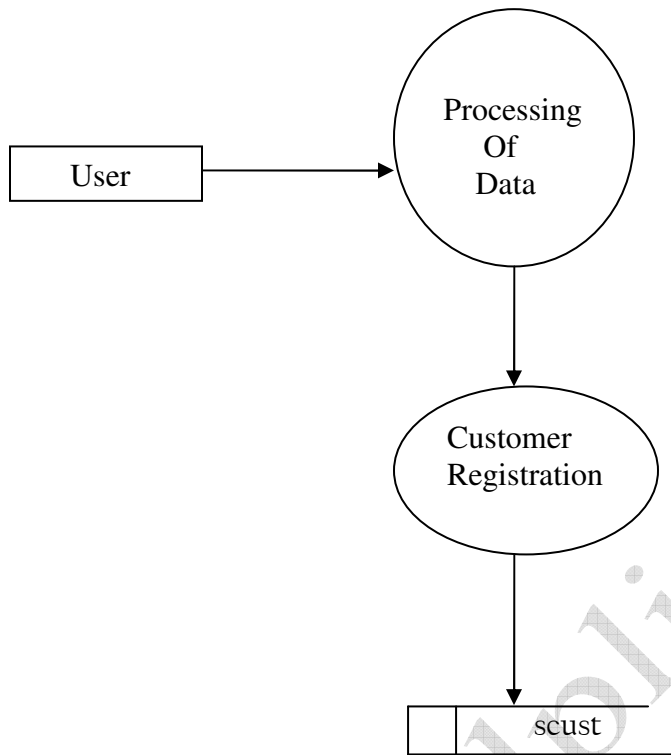 Processing
Of
Data
User
Customer
Registration
scust